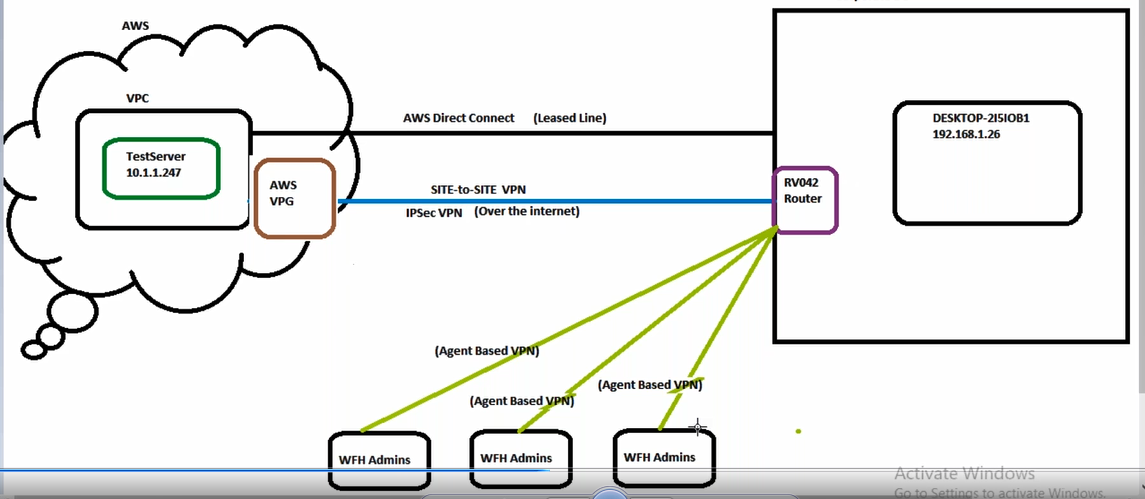 AWS
VPC
TestServer
10.1.1.247
AWS
VPG
AWS Direct Connect (Leased Line)
SITE-to-SITE VPN
IPSec VPN (Over the internet)
RV042
Router
DESKTOP-2I5IOB1
192.168.1.26
(Agent Based VPN)
(Agent Based VPN)
(Agent Based VPN)
WFH Admins
WFH Admins
WFH Admins
Activate Windows
Go to Settings to activate Windows.